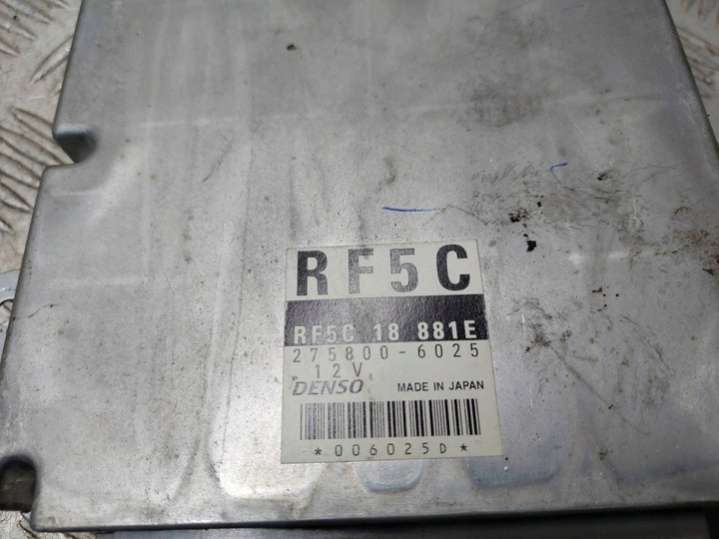 RF5C
RF5C 18 881E
275800-6025
12V
DENSO MADE IN JAPAN
*006025D*